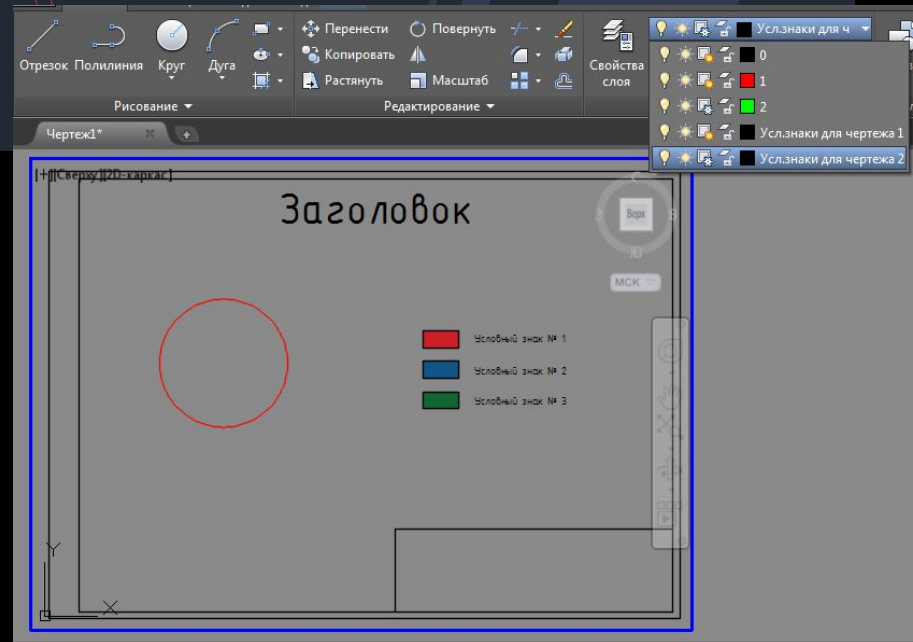 Отрезок Полилиния Круг Дуга
Перенести Повернуть
Копировать
Растянуть Масштаб
Свойства
слоя
Рисование Редактирование
Усл.знаки для ч
0
1
2
Усл.знаки для чертежа 1
Усл.знаки для чертежа 2
Чертеж1*
[+][Сверху][2D-каркас]
Заголовок
С
З Верх В
Ю
МСК
Условный знак № 1
Условный знак № 2
Условный знак № 3
Y
X